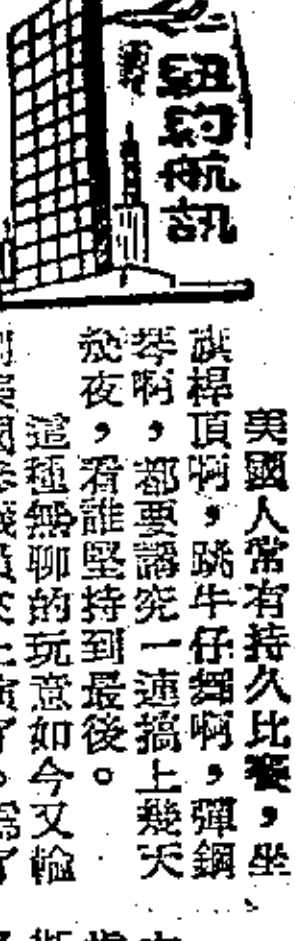 紐約航訊
美國人常有持久比賽，坐
旗桿頂啊，跳牛仔舞啊，彈鋼
琴啊，都要講究一連搞上幾天
幾夜，看誰堅持到最後。
這種無聊的玩意如今又輪